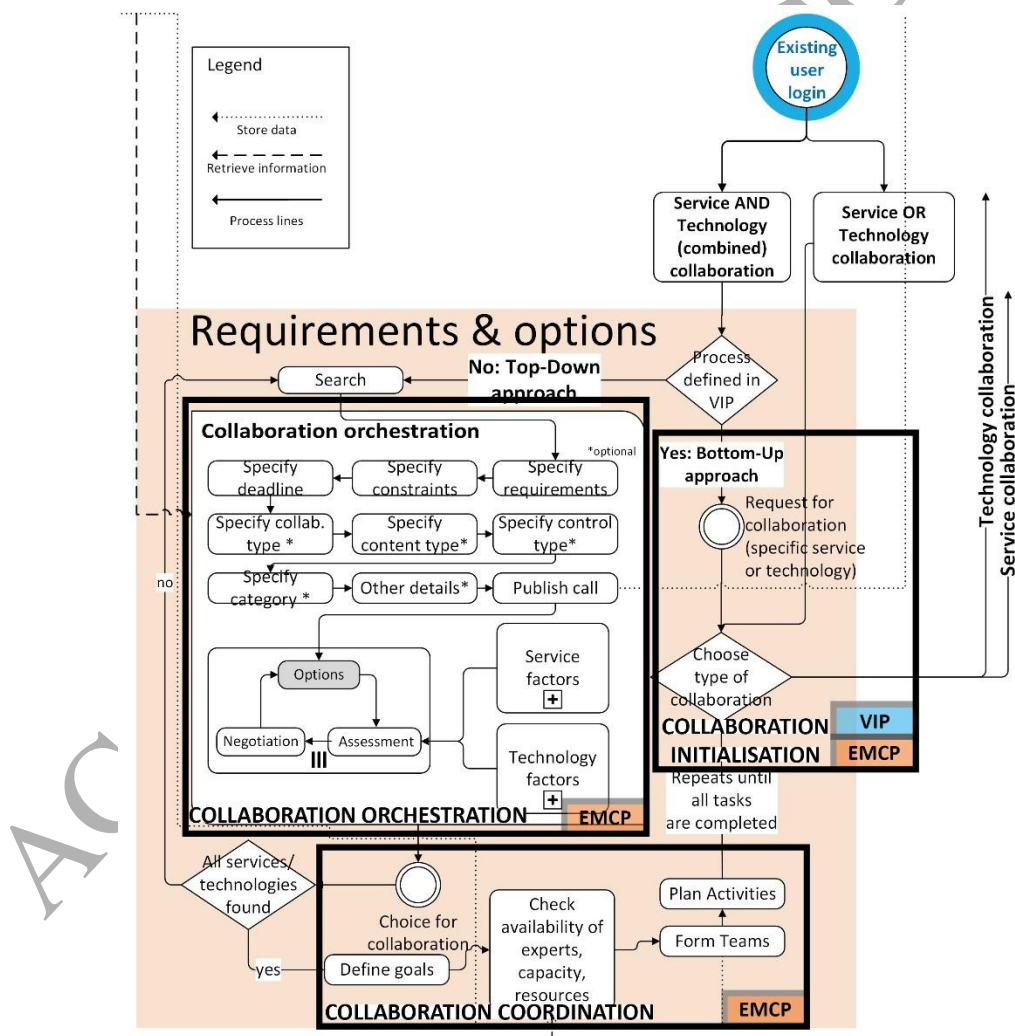 Legend
Store data
Retrieve information
Process lines
Existing
user
login
Service AND
Technology
(combined)
collaboration
Service OR
Technology
collaboration
Technology collaboration
Service collaboration
Requirements & options
Search
No: Top-Down
approach
Process
defined in
VIP
Collaboration orchestration
*optional
Specify
deadline
Specify
constraints
Specify
requirements
Specify collab.
type *
Specify
content type*
Specify control
type*
Specify
category *
Other details*
Publish call
Options
Negotiation
Assessment
III
Service
factors
+
Technology
factors
+
COLLABORATION ORCHESTRATION
EMCP
Yes: Bottom-Up
approach
Request for
collaboration
(specific service
or technology)
Choose
type of
collaboration
COLLABORATION
INITIALISATION
VIP
EMCP
no
Repeats until
all tasks
are completed
All services/
technologies
found
yes
Choice for
collaboration
Define goals
Check
availability of
experts,
capacity,
resources
Plan Activities
Form Teams
COLLABORATION COORDINATION
EMCP
AC